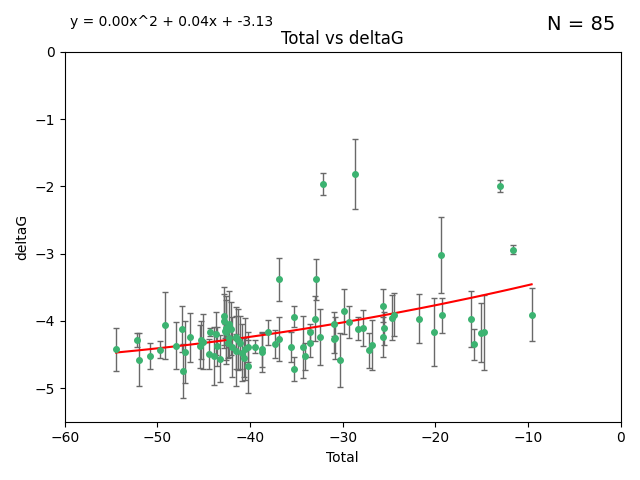 y = 0.00x^2 + 0.04x + -3.13
N = 85
Total vs deltaG
0
−1
−2
−3
−4
−5
deltaG
−60 −50 −40 −30 −20 −10 0
Total